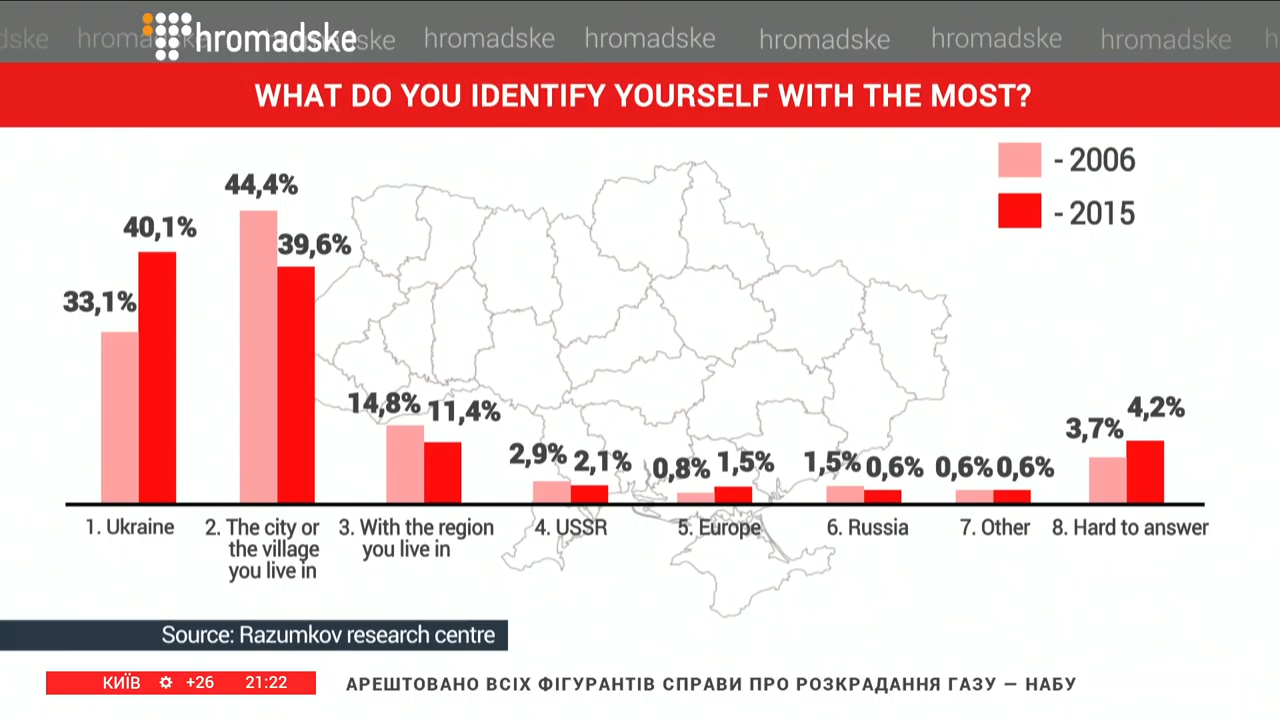 hromadske hromadske hromadske hromadske hromadske hromadske
WHAT DO YOU IDENTIFY YOURSELF WITH THE MOST?
- 2006
- 2015
33,1%
40,1%
44,4%
39,6%
14,8%
11,4%
2,9%
2,1%
0,8%
1,5%
1,5%
0,6%
0,6%
0,6%
3,7%
4,2%
1. Ukraine
2. The city or
the village
you live in
3. With the region
you live in
4. USSR
5. Europe
6. Russia
7. Other
8. Hard to answer
Source: Razumkov research centre
КИЇВ +26 21:22
АРЕШТОВАНО ВСІХ ФІГУРАНТІВ СПРАВИ ПРО РОЗКРАДАННЯ ГАЗУ — НАБУ